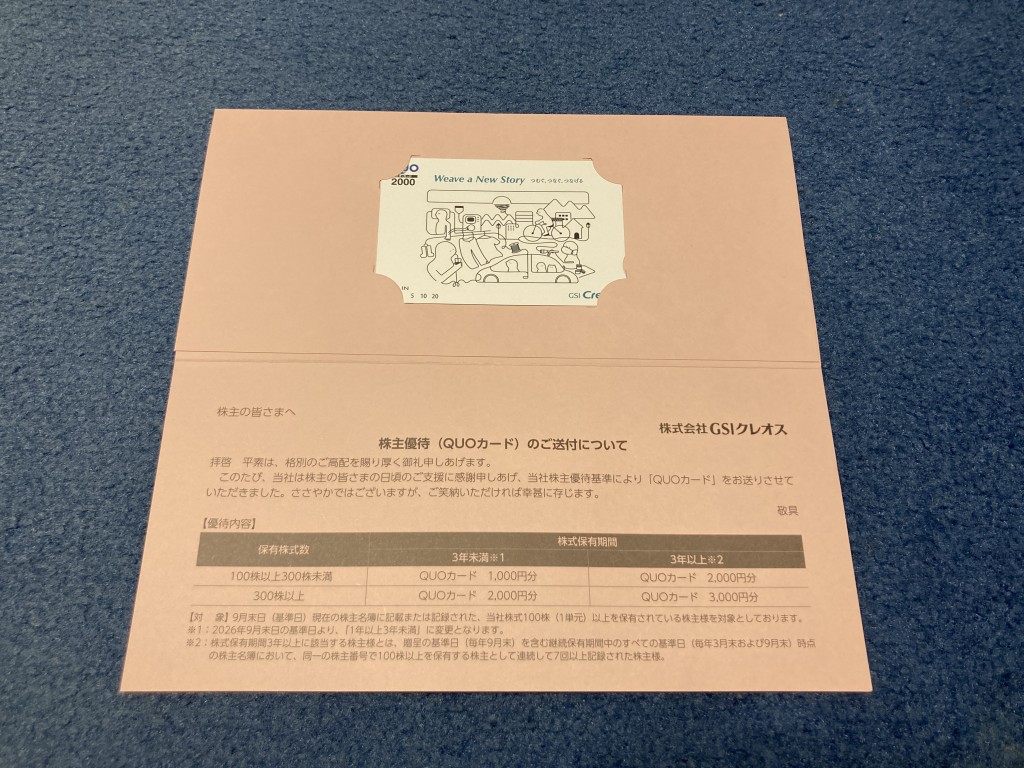 2000
Weave a New Story つむぐ、つなぐ、つなげる
5 10 20
GSI Cre
株主の皆さまへ
株式会社GSIクレオス
株主優待（QUOカード）のご送付について
拝啓 平素は、格別のご高配を賜り厚く御礼申しあげます。
このたび、当社は株主の皆さまの日頃のご支援に感謝申しあげ、当社株主優待基準により「QUOカード」をお送りさせて
いただきました。ささやかではございますが、ご笑納いただければ幸甚に存じます。
敬具
【優待内容】
保有株式数 株式保有期間
3年未満※1 3年以上※2
100株以上300株未満 QUOカード 1,000円分 QUOカード 2,000円分
300株以上 QUOカード 2,000円分 QUOカード 3,000円分
【対 象】9月末日（基準日）現在の株主名簿に記載または記録された、当社株式100株（1単元）以上を保有されている株主様を対象としております。
※1：2026年9月末日の基準日より、「1年以上3年未満」に変更となります。
※2：株式保有期間3年以上に該当する株主様とは、贈呈の基準日（毎年9月末）を含む継続保有期間中のすべての基準日（毎年3月末および9月末）時点
の株主名簿において、同一の株主番号で100株以上を保有する株主として連続して7回以上記録された株主様。